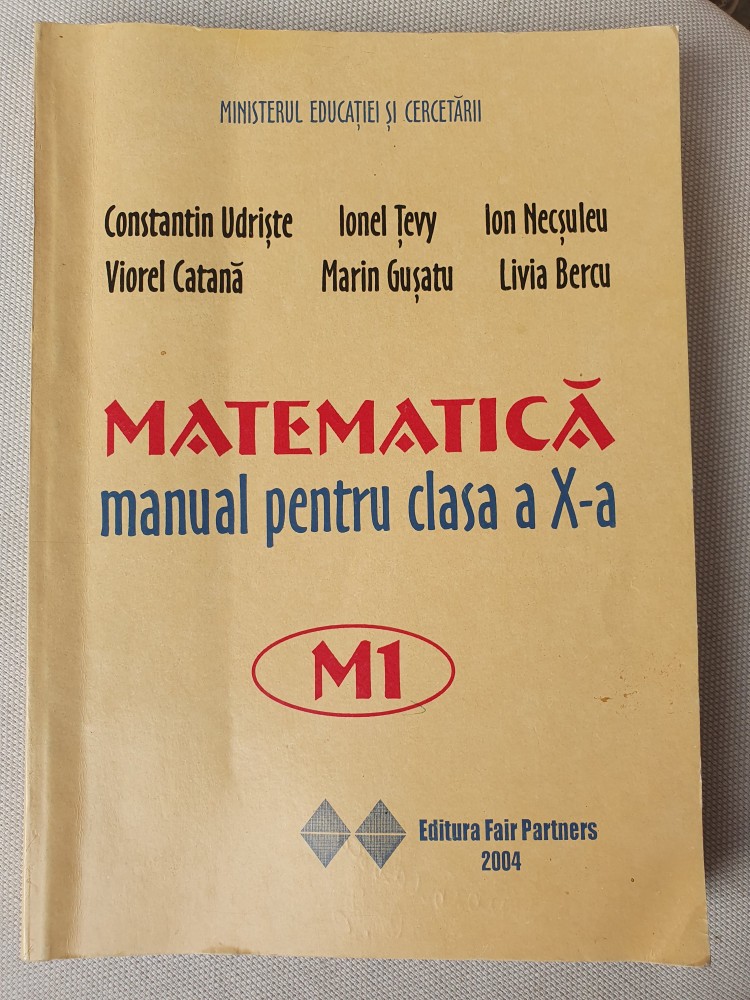 MINISTERUL EDUCAȚIEI ȘI CERCETĂRII
Constantin Udriște Ionel Țevy Ion Necșuleu
Viorel Catană Marin Gușatu Livia Bercu
MATEMATICĂ
manual pentru clasa a X-a
M1
Editura Fair Partners
2004